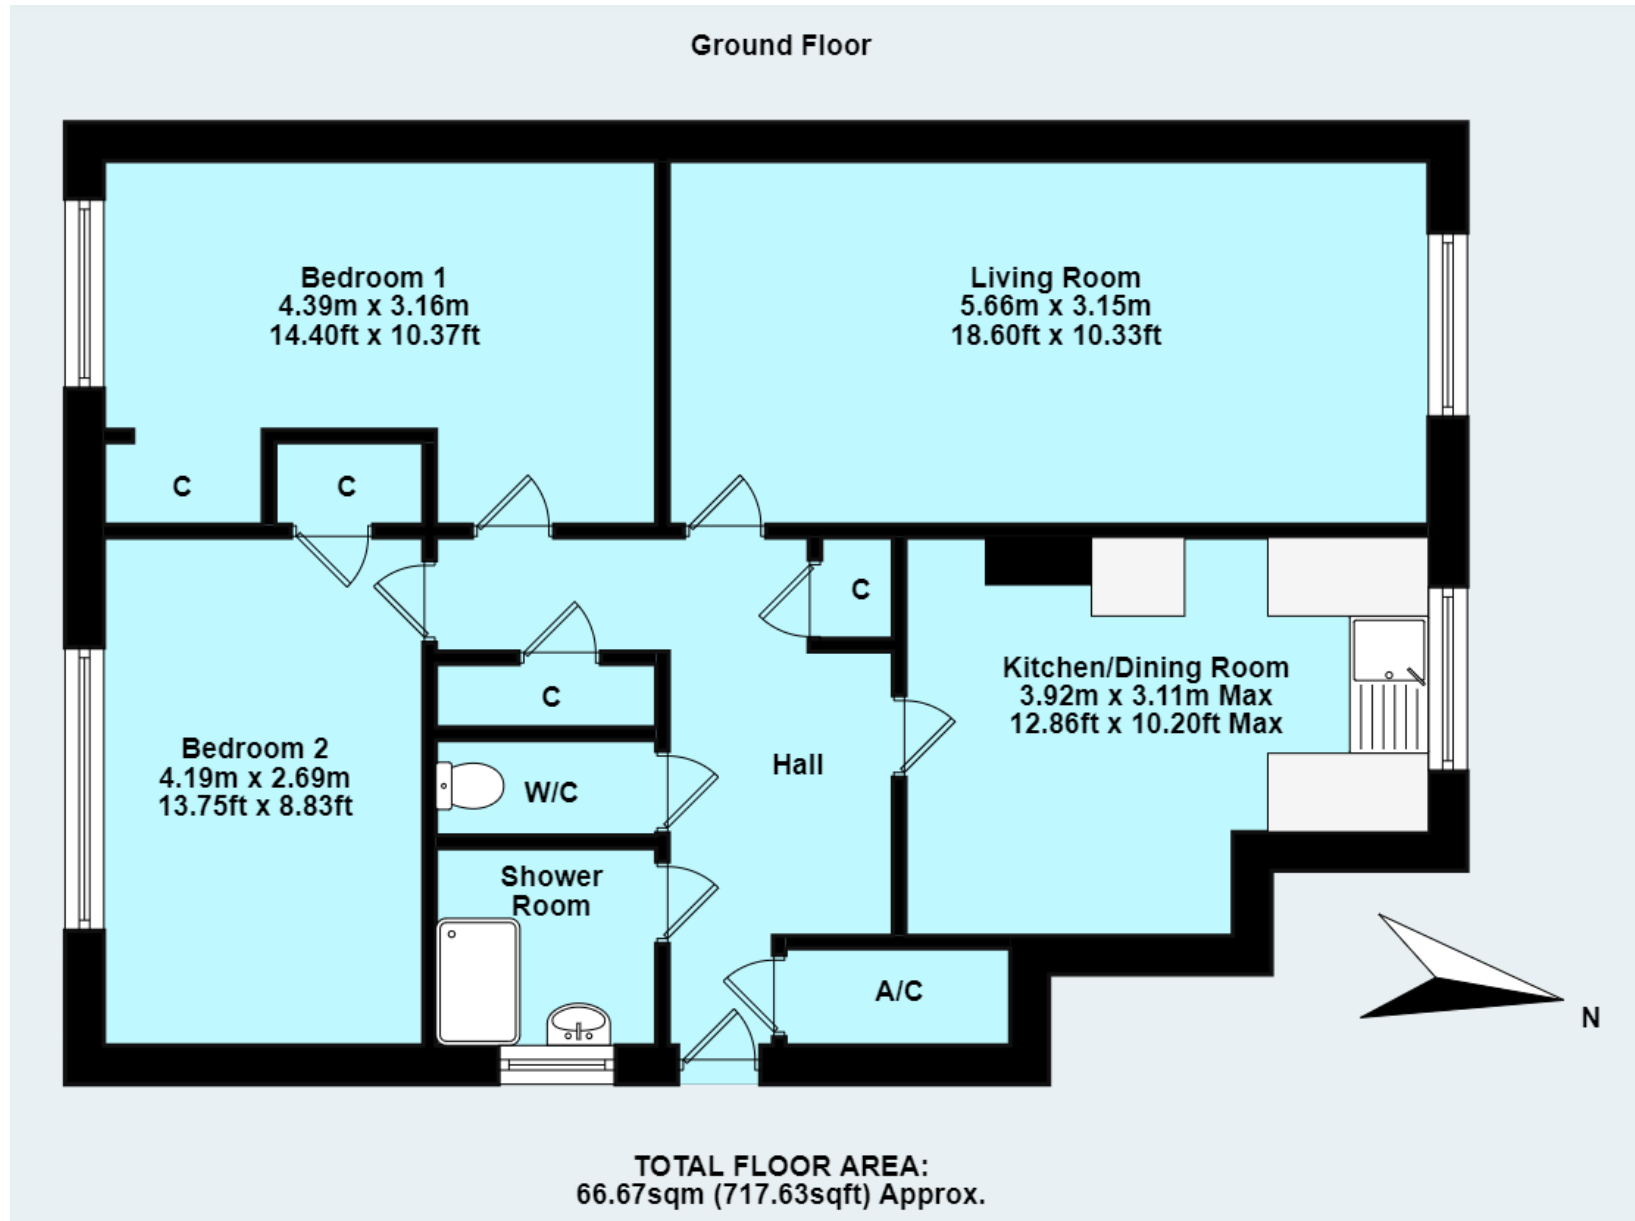 Ground Floor
Bedroom 1
4.39m x 3.16m
14.40ft x 10.37ft
Living Room
5.66m x 3.15m
18.60ft x 10.33ft
C
C
C
Kitchen/Dining Room
3.92m x 3.11m Max
12.86ft x 10.20ft Max
C
Bedroom 2
4.19m x 2.69m
13.75ft x 8.83ft
W/C
Hall
Shower
Room
A/C
N
TOTAL FLOOR AREA:
66.67sqm (717.63sqft) Approx.